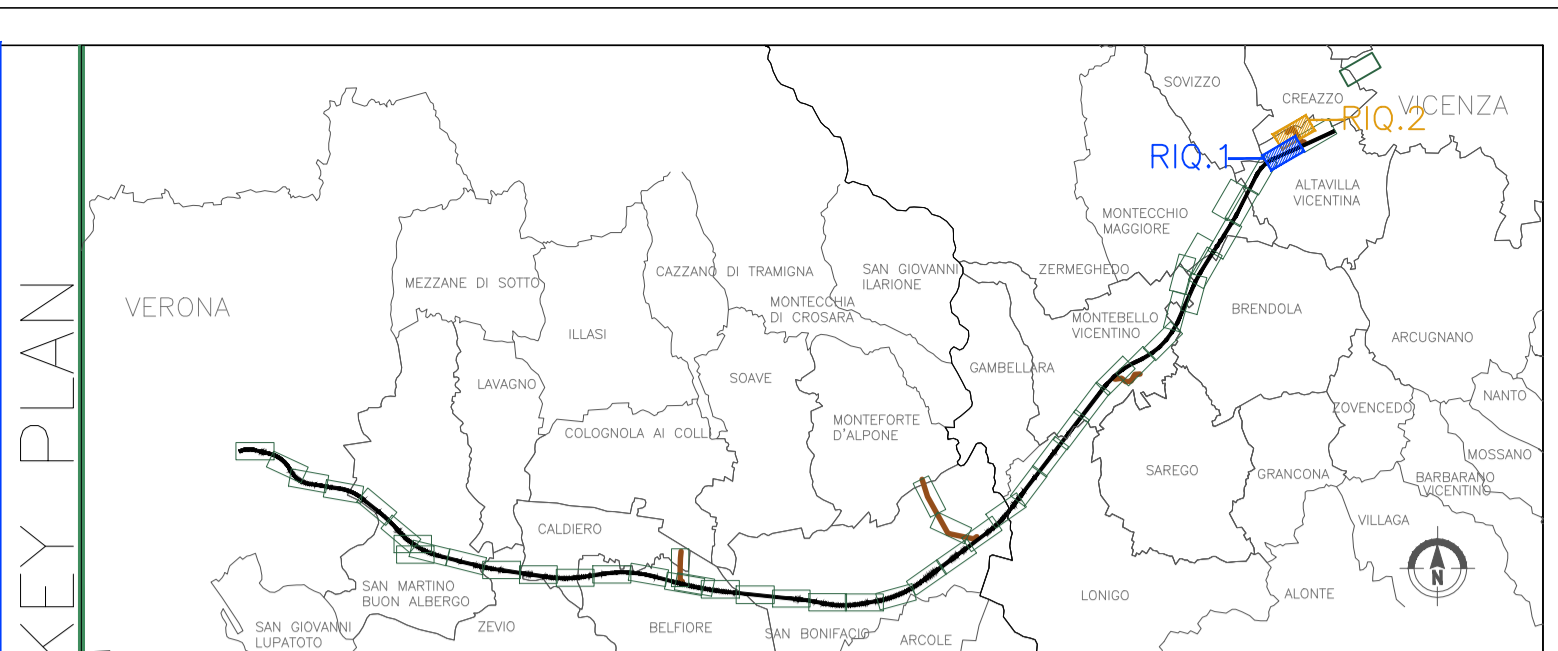 KEY PLAN
SOVIZZO
CREAZZO
VICENZA
RIQ.2
RIQ.1
ALTAVILLA
VICENTINA
MONTECCHIO
MAGGIORE
CAZZANO DI TRAMIGNA
SAN GIOVANNI
ILARIONE
ZERMEGHEDO
MEZZANE DI SOTTO
VERONA
MONTECCHIA
DI CROSARA
MONTEBELLO
VICENTINO
BRENDOLA
ILLASI
ARCUGNANO
GAMBELLARA
SOAVE
LAVAGNO
NANTO
ZOVENCEDO
MONTEFORTE
D'ALPONE
COLOGNOLA AI COLLI
MOSSANO
SAREGO
GRANCONA
BARBARANO
VICENTINO
VILLAGA
CALDIERO
N
SAN MARTINO
BUON ALBERGO
LONIGO
ALONTE
SAN GIOVANNI
LUPATOTO
ZEVIO
BELFIORE
SAN BONIFACIO
ARCOLE